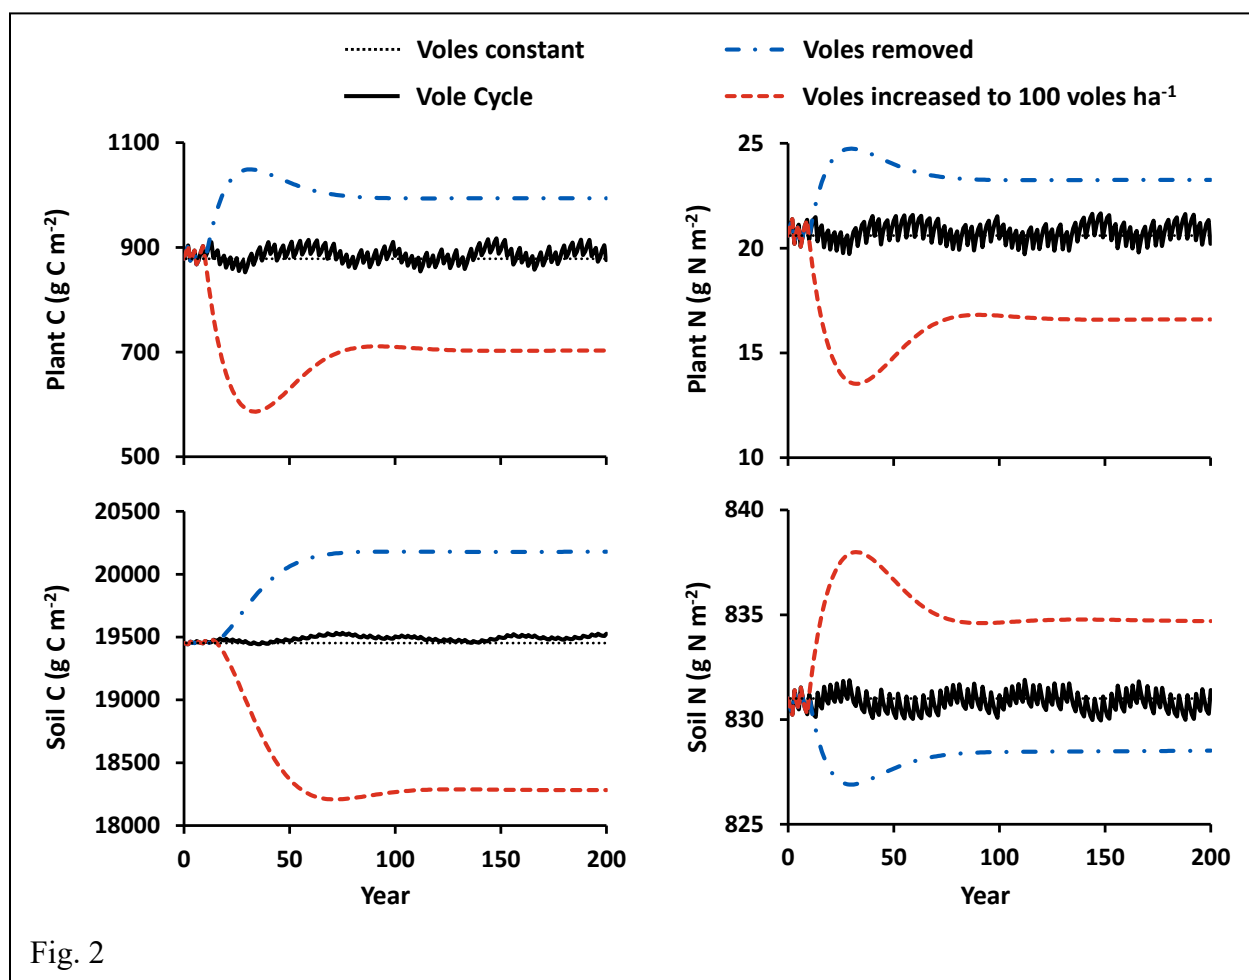 Voles constant
Voles removed
Vole Cycle
Voles increased to 100 voles ha⁻¹
Plant C (g C m⁻²)
1100
900
700
500
Plant N (g N m⁻²)
25
20
15
10
Soil C (g C m⁻²)
20500
20000
19500
19000
18500
18000
0 50 100 150 200
Year
Soil N (g N m⁻²)
840
835
830
825
0 50 100 150 200
Year
Fig. 2